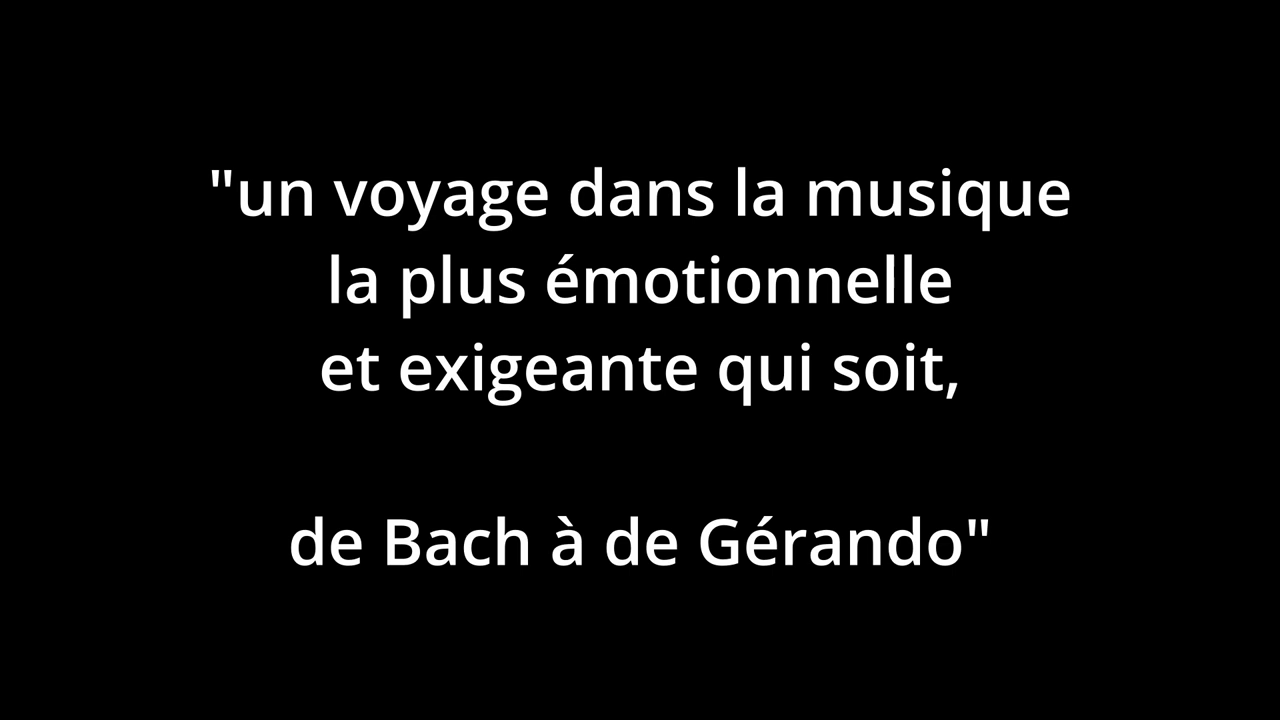 "un voyage dans la musique
la plus émotionnelle
et exigeante qui soit,
de Bach à de Gérando"